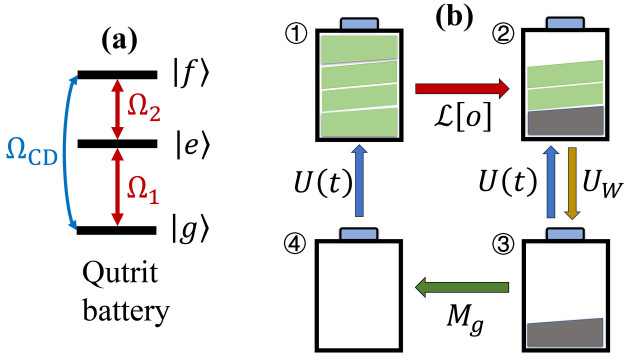 (a)
|f⟩
Ω₂
Ω_CD
|e⟩
Ω₁
|g⟩
Qutrit
battery
(b)
①
②
ℒ[o]
U(t)
U(t)
U_W
④
③
M_g